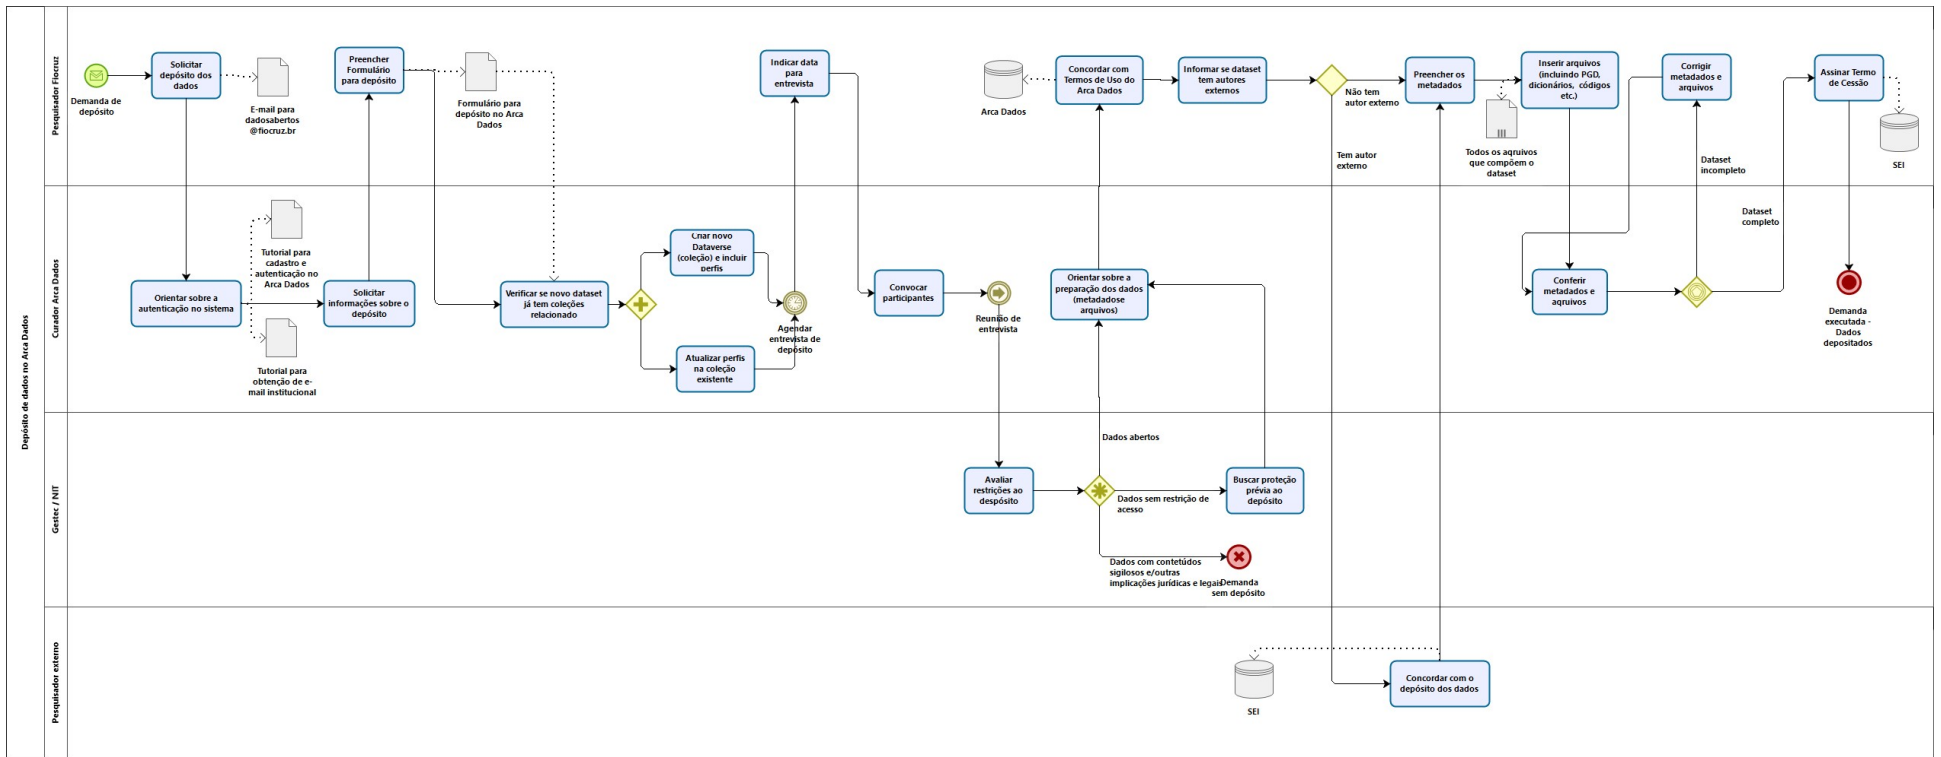 Depósito de dados no Arca Dados
Pesquisador Fiocruz
Demanda de
depósito
Solicitar
depósito dos
dados
E-mail para
dadosabertos
@fiocruz.br
Preencher
Formulário
para depósito
Formulário para
depósito no Arca
Dados
Indicar data
para
entrevista
Arca Dados
Concordar com
Termos de Uso do
Arca Dados
Informar se dataset
tem autores
externos
Não tem
autor externo
Tem autor
externo
Preencher os
metadados
Inserir arquivos
(incluindo PGD,
dicionários, códigos
etc.)
Todos os aqruivos
que compõem o
dataset
Corrigir
metadados e
arquivos
Dataset
incompleto
Assinar Termo
de Cessão
SEI
Curador Arca Dados
Orientar sobre a
autenticação no sistema
Tutorial para
cadastro e
autenticação no
Arca Dados
Tutorial para
obtenção de e-
mail institucional
Solicitar
informações sobre o
depósito
Verificar se novo dataset
já tem coleções
relacionado
Criar novo
Dataverse
(coleção) e incluir
perfis
Atualizar perfis
na coleção
existente
Agendar
entrevista de
depósito
Convocar
participantes
Reunião de
entrevista
Orientar sobre a
preparação dos dados
(metadadose
arquivos)
Conferir
metadados e
aqruivos
Dataset
completo
Demanda
executada -
Dados
depositados
Gestec / NIT
Avaliar
restrições ao
despósito
Dados abertos
Dados sem restrição de
acesso
Buscar proteção
prévia ao
depósito
Dados com conteútdos
sigilosos e/outras
implicações jurídicas e legais
Demanda
sem depósito
Pesquisador externo
SEI
Concordar com o
depósito dos dados